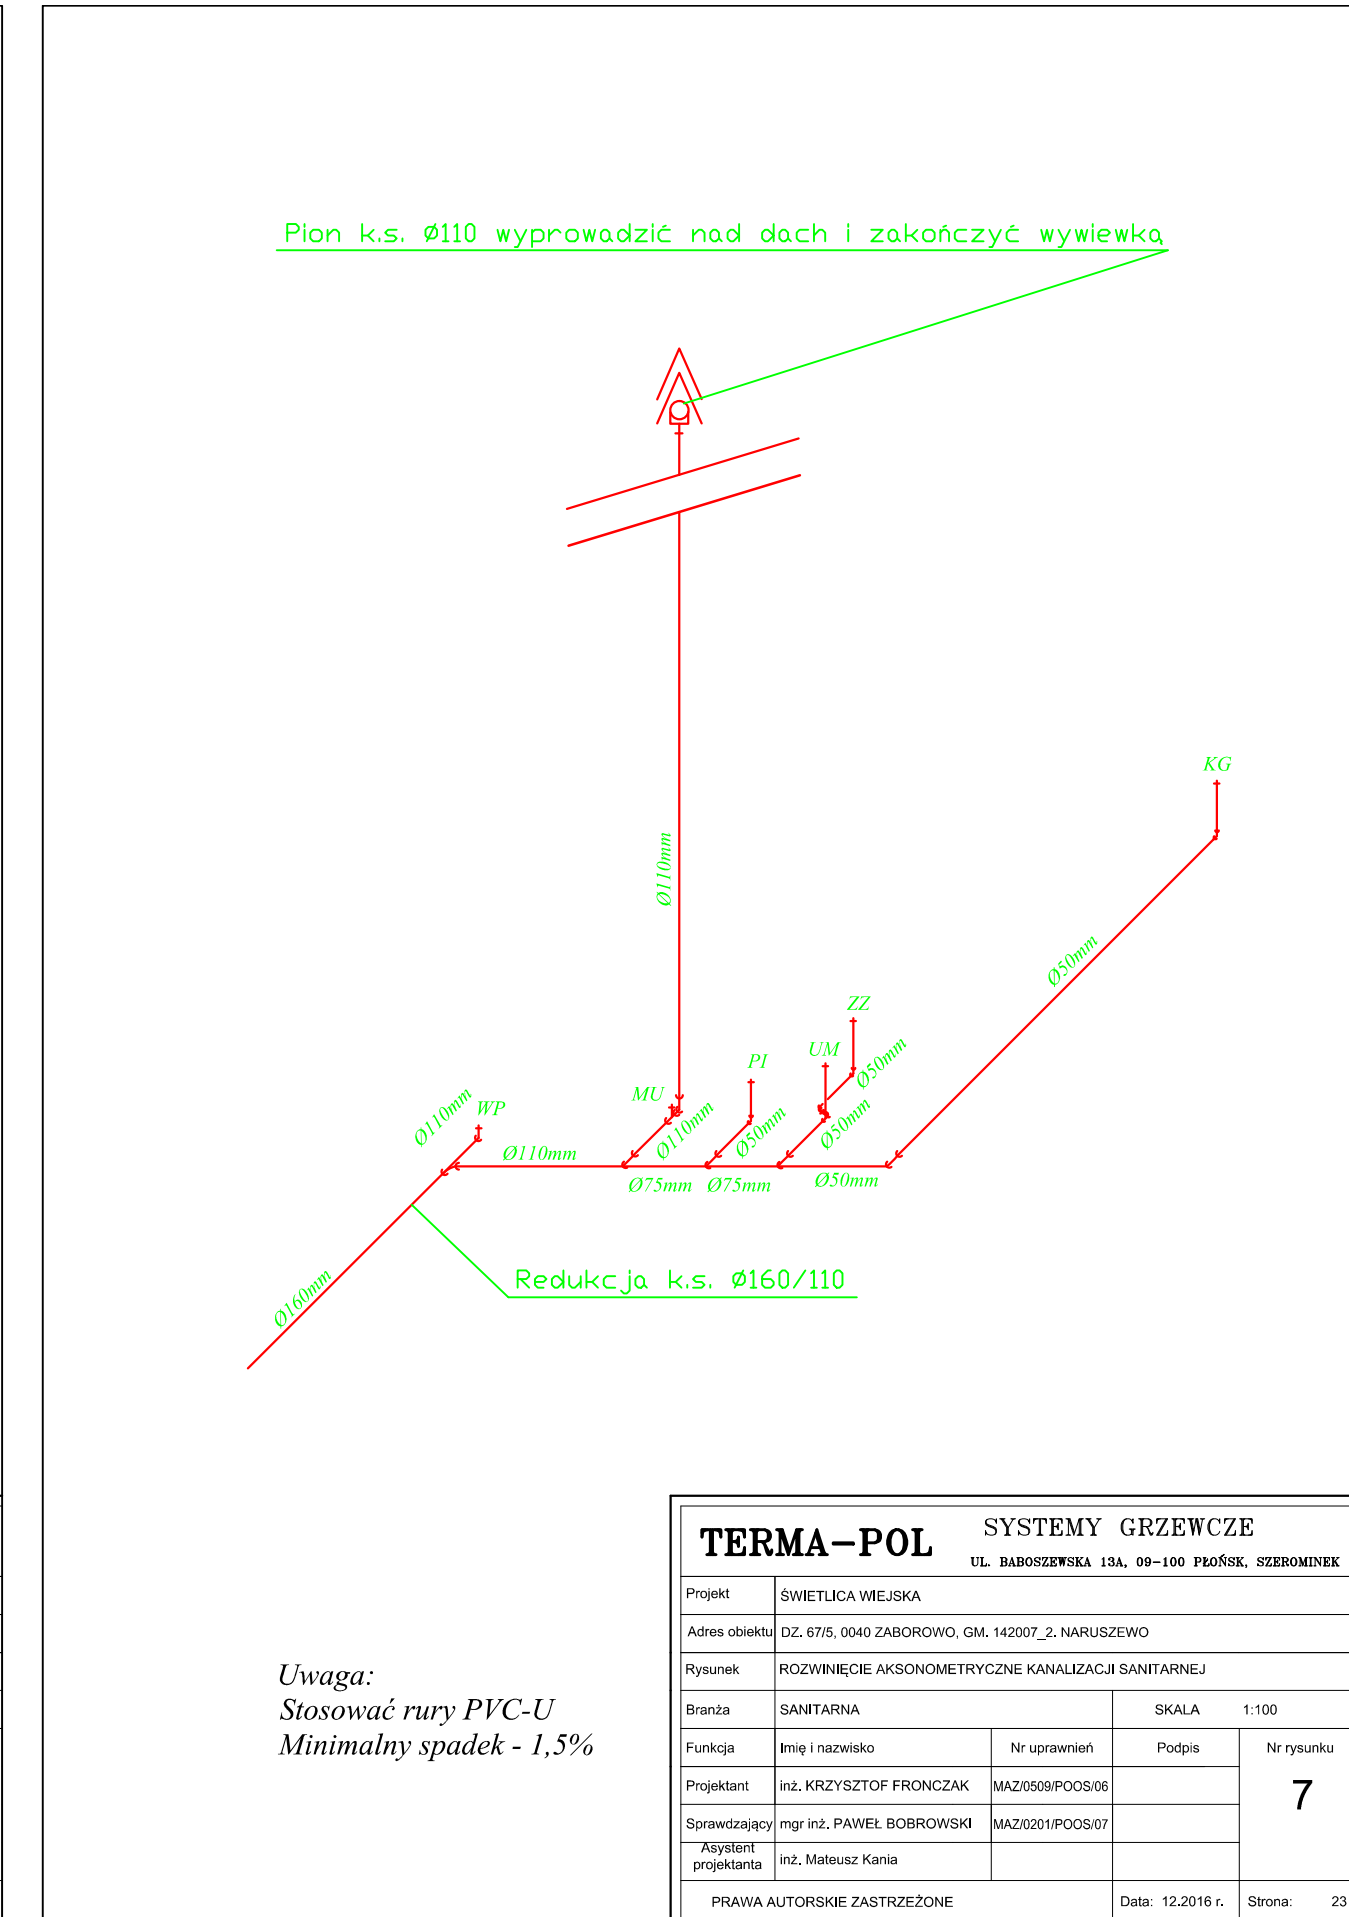 Pion k.s. Ø110 wyprowadzić nad dach i zakończyć wywiewką
KG
Ø110mm
Ø50mm
ZZ
UM
PI
Ø50mm
MU
WP
Ø110mm
Ø110mm
Ø50mm
Ø50mm
Ø110mm
Ø75mm
Ø75mm
Ø50mm
Redukcja k.s. Ø160/110
Ø160mm
Uwaga:
Stosować rury PVC-U
Minimalny spadek - 1,5%
TERMA-POL SYSTEMY GRZEWCZE
UL. BABOSZEWSKA 13A, 09-100 PŁOŃSK, SZEROMINEK
Projekt ŚWIETLICA WIEJSKA
Adres obiektu DZ. 67/5, 0040 ZABOROWO, GM. 142007_2. NARUSZEWO
Rysunek ROZWINIĘCIE AKSONOMETRYCZNE KANALIZACJI SANITARNEJ
Branża SANITARNA SKALA 1:100
Funkcja Imię i nazwisko Nr uprawnień Podpis Nr rysunku
Projektant inż. KRZYSZTOF FRONCZAK MAZ/0509/POOS/06 7
Sprawdzający mgr inż. PAWEŁ BOBROWSKI MAZ/0201/POOS/07
Asystent
projektanta inż. Mateusz Kania
PRAWA AUTORSKIE ZASTRZEŻONE Data: 12.2016 r. Strona: 23